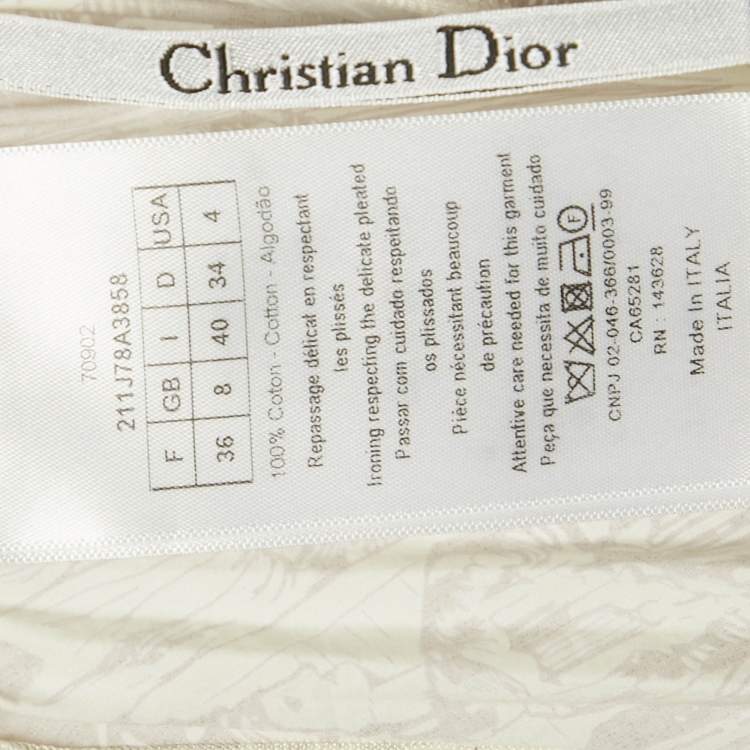 Christian Dior
70902
211J78A3858
F GB I D USA
36 8 40 34 4
100% Coton - Cotton - Algodão
Repassage délicat en respectant
les plissés
Ironing respecting the delicate pleated
Passar com cuidado respeitando
os plissados
Pièce nécessitant beaucoup
de précaution
Attentive care needed for this garment
Peça que necessita de muito cuidado
F
CNPJ 02-046-366/0003-99
CA65281
RN : 143628
Made In ITALY
ITALIA